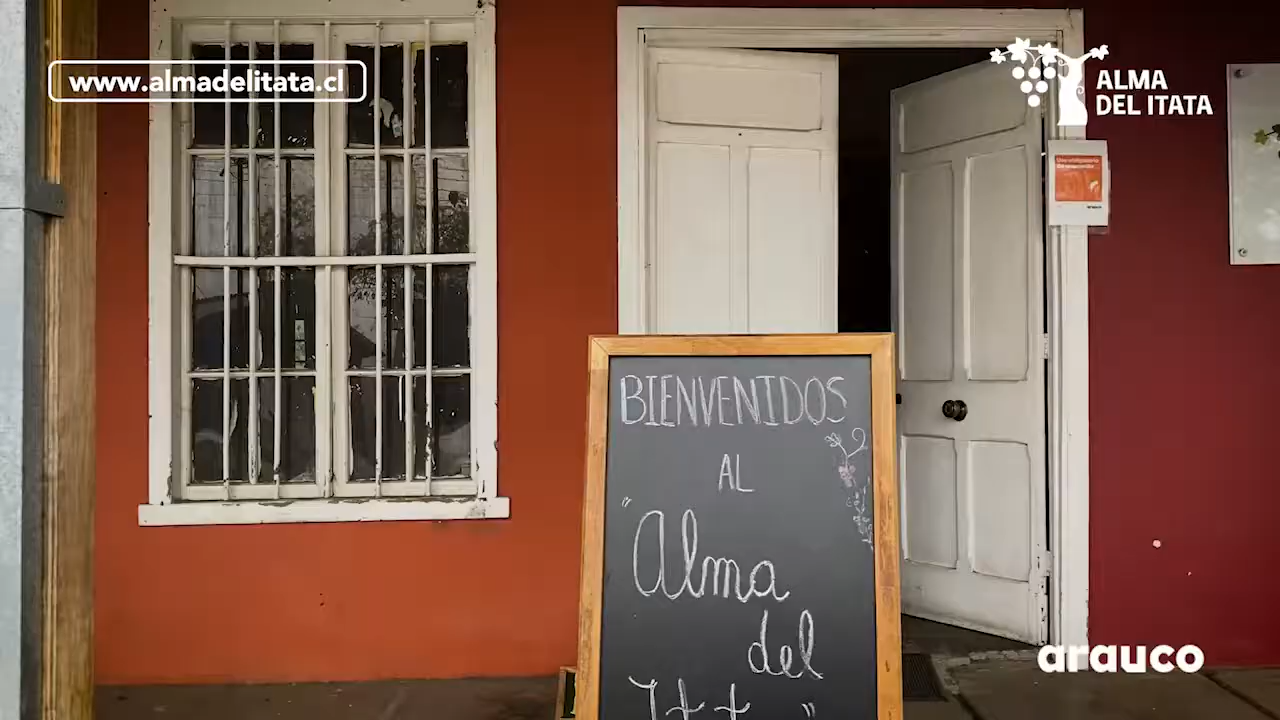 www.almadelitata.cl
ALMA
DEL ITATA
BIENVENIDOS
AL
"Alma
del
arauco